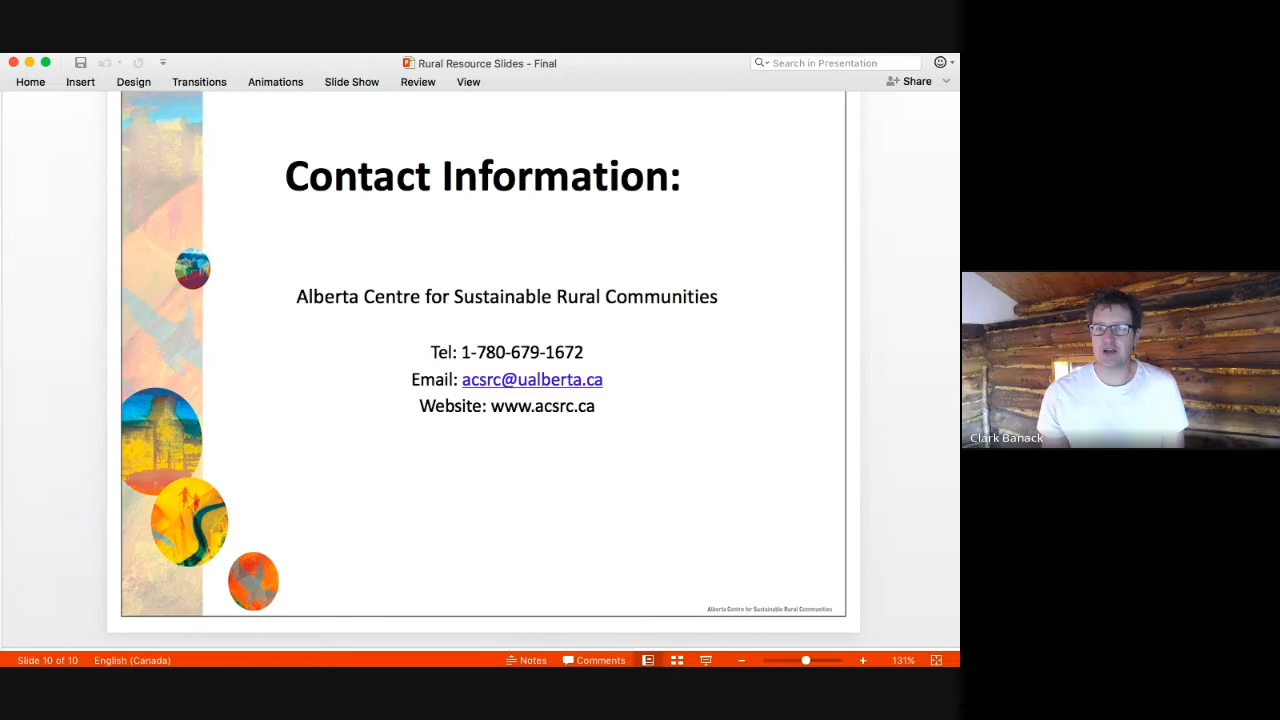 Rural Resource Slides - Final
Search in Presentation
Home Insert Design Transitions Animations Slide Show Review View
Share
Contact Information:
Alberta Centre for Sustainable Rural Communities
Tel: 1-780-679-1672
Email: acsrc@ualberta.ca
Website: www.acsrc.ca
Clark Banack
Alberta Centre for Sustainable Rural Communities
Slide 10 of 10 English (Canada) Notes Comments 131%